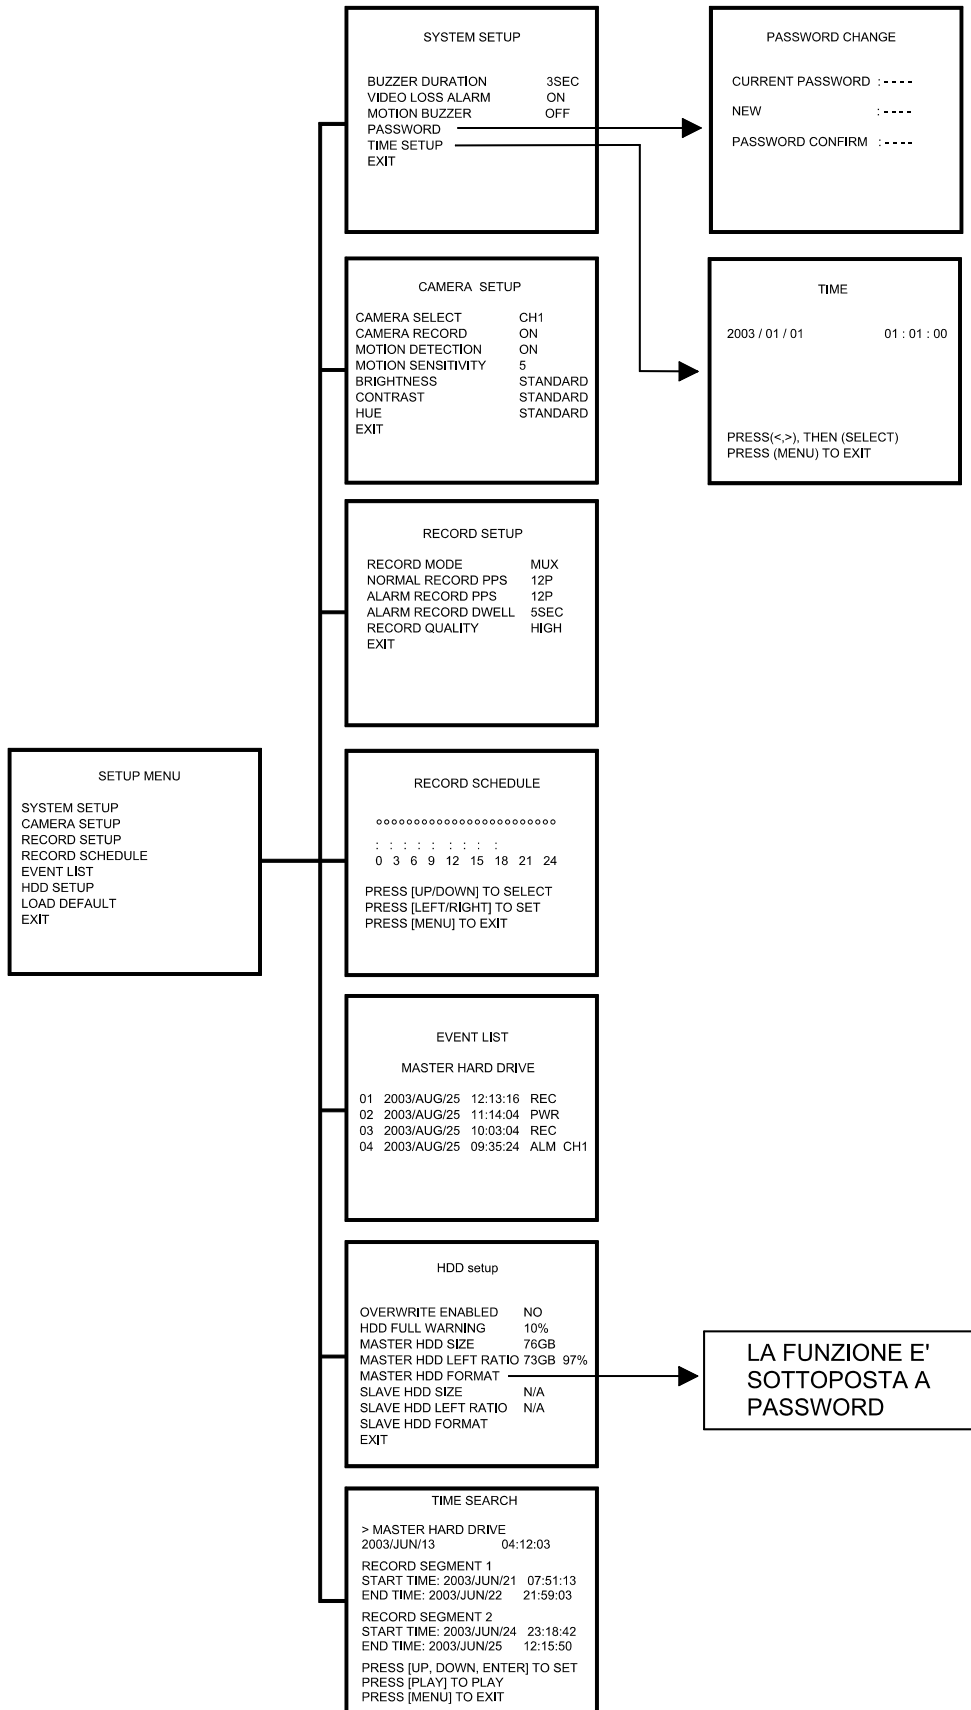 SYSTEM SETUP
BUZZER DURATION 3SEC
VIDEO LOSS ALARM ON
MOTION BUZZER OFF
PASSWORD
TIME SETUP
EXIT
PASSWORD CHANGE
CURRENT PASSWORD : - - - -
NEW : - - - -
PASSWORD CONFIRM : - - - -
CAMERA SETUP
CAMERA SELECT CH1
CAMERA RECORD ON
MOTION DETECTION ON
MOTION SENSITIVITY 5
BRIGHTNESS STANDARD
CONTRAST STANDARD
HUE STANDARD
EXIT
TIME
2003 / 01 / 01 01 : 01 : 00
PRESS(<,>), THEN (SELECT)
PRESS (MENU) TO EXIT
RECORD SETUP
RECORD MODE MUX
NORMAL RECORD PPS 12P
ALARM RECORD PPS 12P
ALARM RECORD DWELL 5SEC
RECORD QUALITY HIGH
EXIT
SETUP MENU
SYSTEM SETUP
CAMERA SETUP
RECORD SETUP
RECORD SCHEDULE
EVENT LIST
HDD SETUP
LOAD DEFAULT
EXIT
RECORD SCHEDULE
: : : : : : : : :
0 3 6 9 12 15 18 21 24
PRESS [UP/DOWN] TO SELECT
PRESS [LEFT/RIGHT] TO SET
PRESS [MENU] TO EXIT
EVENT LIST
MASTER HARD DRIVE
01 2003/AUG/25 12:13:16 REC
02 2003/AUG/25 11:14:04 PWR
03 2003/AUG/25 10:03:04 REC
04 2003/AUG/25 09:35:24 ALM CH1
HDD setup
OVERWRITE ENABLED NO
HDD FULL WARNING 10%
MASTER HDD SIZE 76GB
MASTER HDD LEFT RATIO 73GB 97%
MASTER HDD FORMAT
SLAVE HDD SIZE N/A
SLAVE HDD LEFT RATIO N/A
SLAVE HDD FORMAT
EXIT
LA FUNZIONE E'
SOTTOPOSTA A
PASSWORD
TIME SEARCH
> MASTER HARD DRIVE
2003/JUN/13 04:12:03
RECORD SEGMENT 1
START TIME: 2003/JUN/21 07:51:13
END TIME: 2003/JUN/22 21:59:03
RECORD SEGMENT 2
START TIME: 2003/JUN/24 23:18:42
END TIME: 2003/JUN/25 12:15:50
PRESS [UP, DOWN, ENTER] TO SET
PRESS [PLAY] TO PLAY
PRESS [MENU] TO EXIT